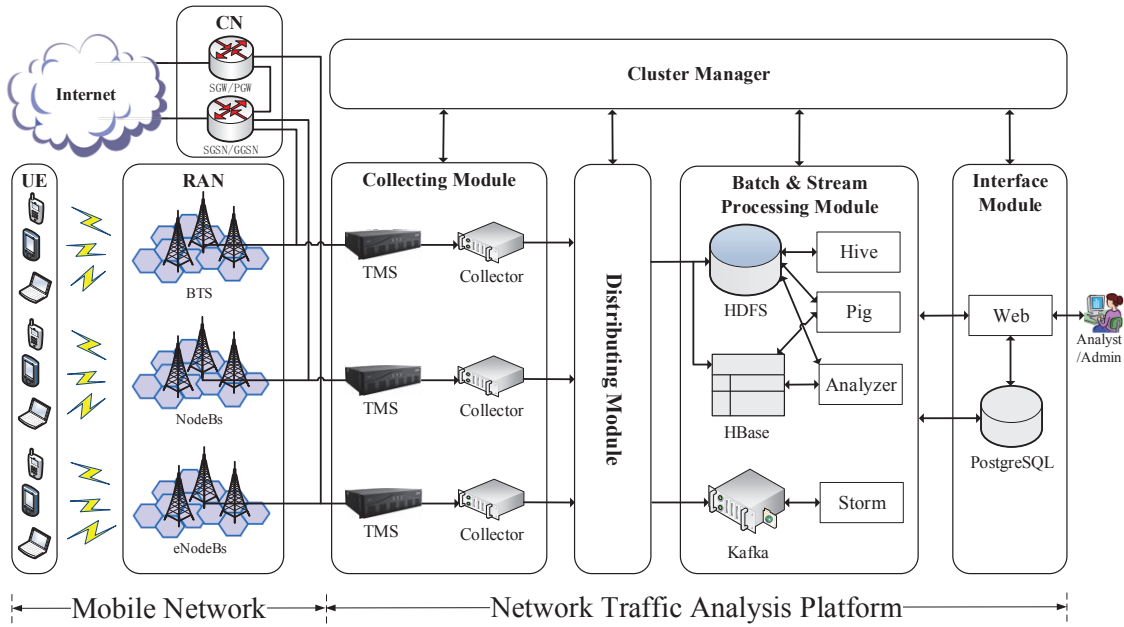 CN
SGW/PGW
Internet
SGSN/GGSN
Cluster Manager
UE
RAN
BTS
NodeBs
eNodeBs
Collecting Module
TMS
Collector
TMS
Collector
TMS
Collector
Distributing Module
Batch & Stream
Processing Module
HDFS
Hive
Pig
HBase
Analyzer
Kafka
Storm
Interface
Module
Web
PostgreSQL
Analyst
/Admin
Mobile Network
Network Traffic Analysis Platform